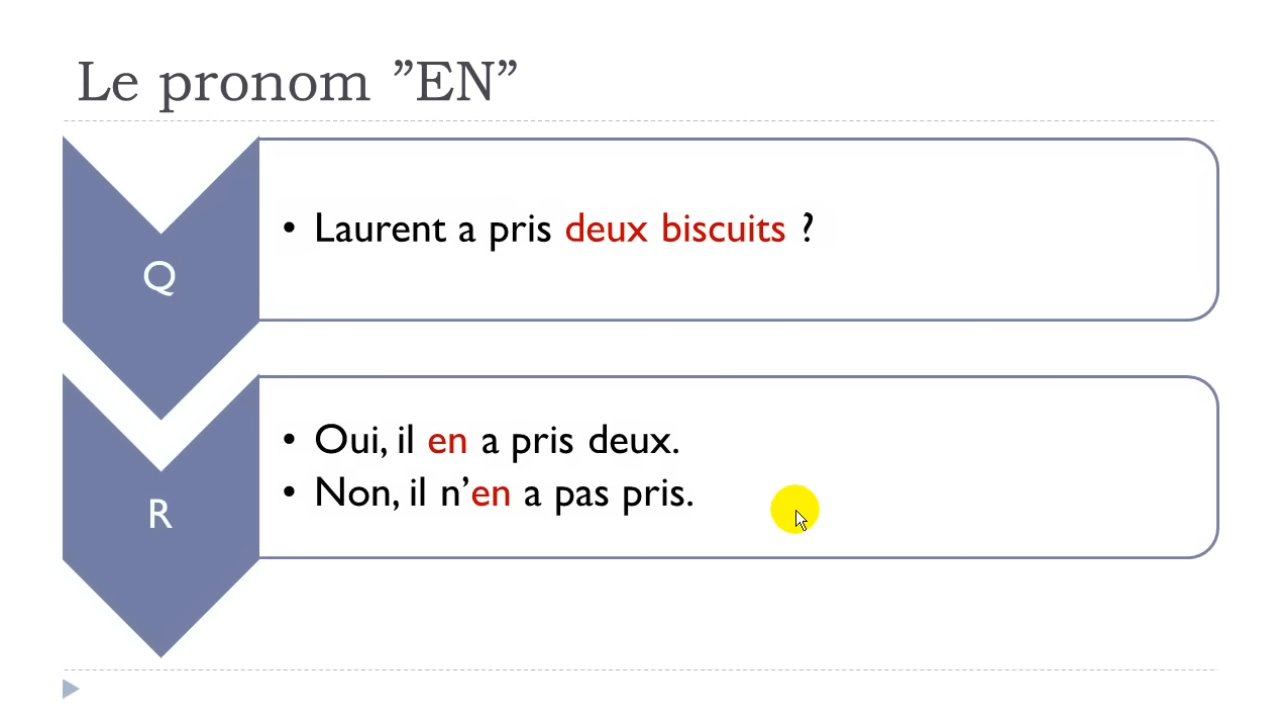 Le pronom ”EN”
Q
• Laurent a pris deux biscuits ?
R
• Oui, il en a pris deux.
• Non, il n’en a pas pris.